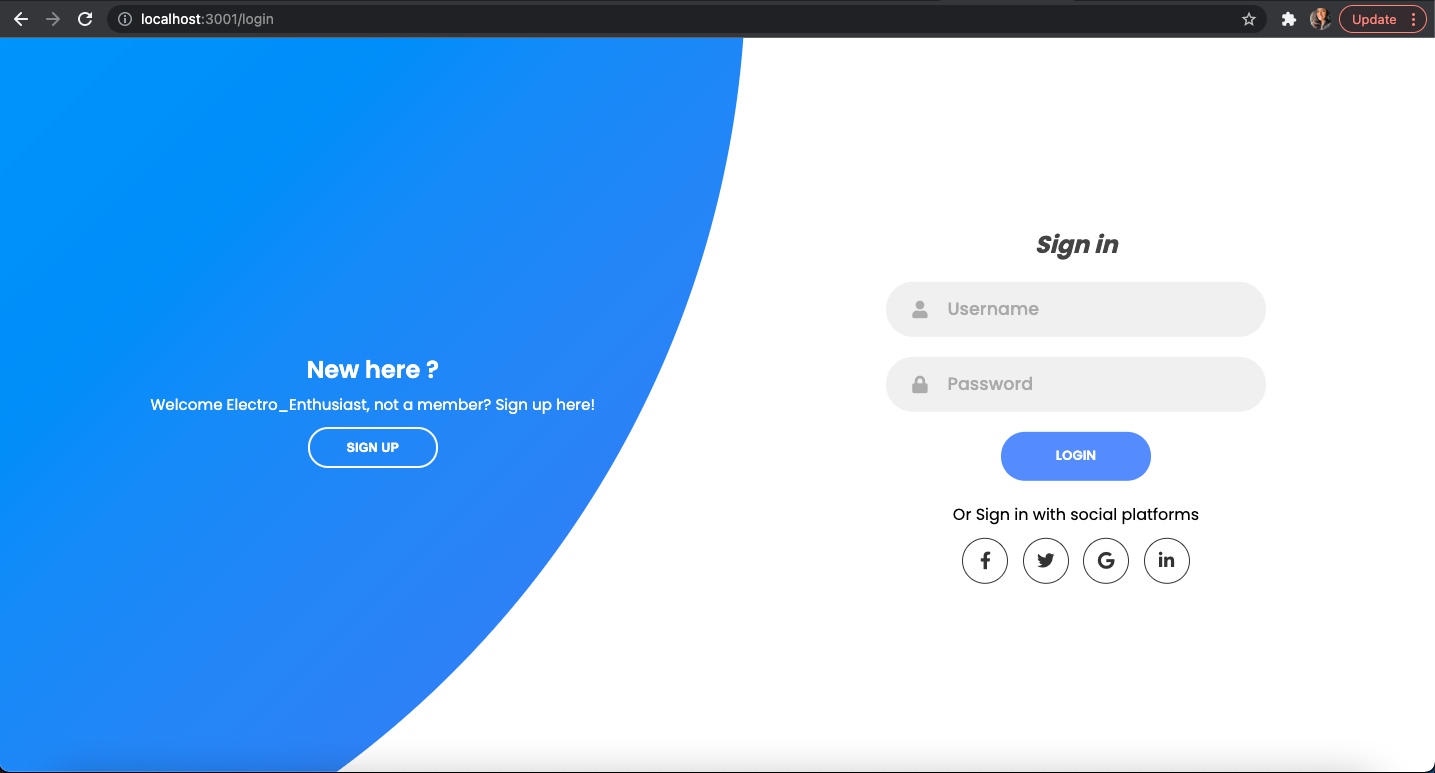 localhost:3001/login
Update
New here ?
Welcome Electro_Enthusiast, not a member? Sign up here!
SIGN UP
Sign in
Username
Password
LOGIN
Or Sign in with social platforms